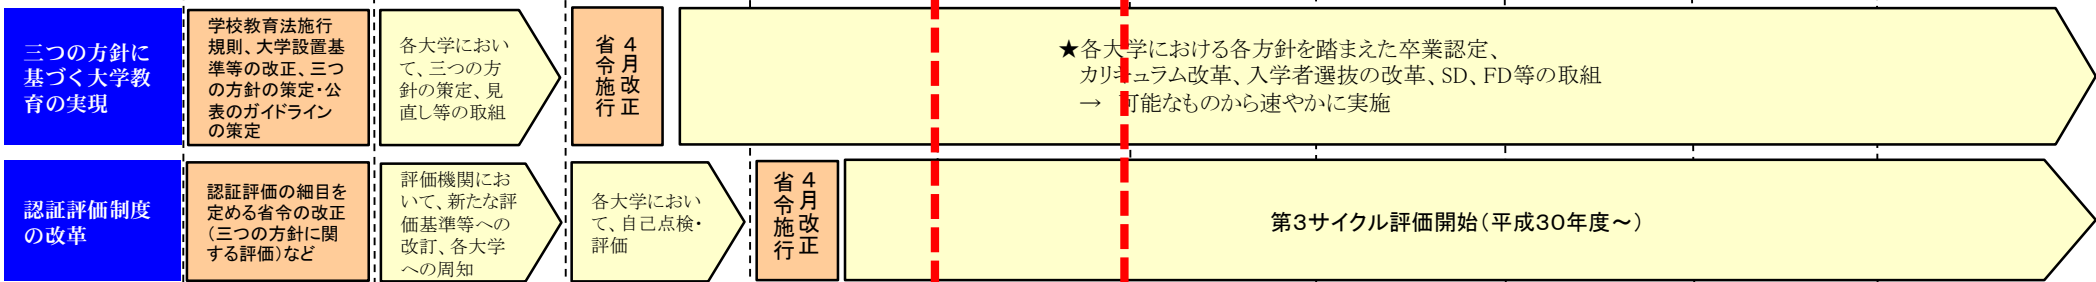 三つの方針に
基づく大学教
育の実現
学校教育法施行
規則、大学設置基
準等の改正、三つ
の方針の策定・公
表のガイドライン
の策定
各大学におい
て、三つの方
針の策定、見
直し等の取組
4月改正
省令施行
★各大学における各方針を踏まえた卒業認定、
カリキュラム改革、入学者選抜の改革、SD、FD等の取組
→　可能なものから速やかに実施
認証評価制度
の改革
認証評価の細目を
定める省令の改正
(三つの方針に関
する評価)など
評価機関にお
いて、新たな評
価基準等への
改訂、各大学
への周知
各大学におい
て、自己点検・
評価
4月改正
省令施行
第3サイクル評価開始(平成30年度～)